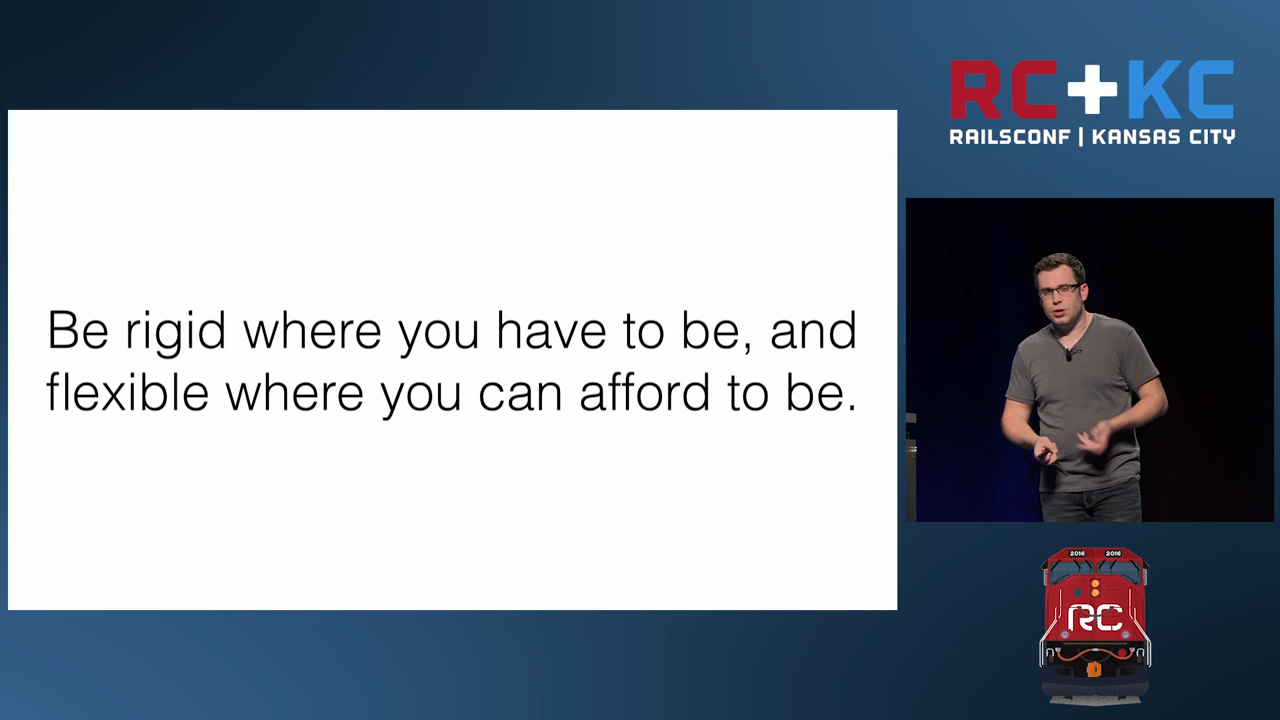 RC+KC
RAILSCONF | KANSAS CITY
Be rigid where you have to be, and
flexible where you can afford to be.
2016 2016
RC